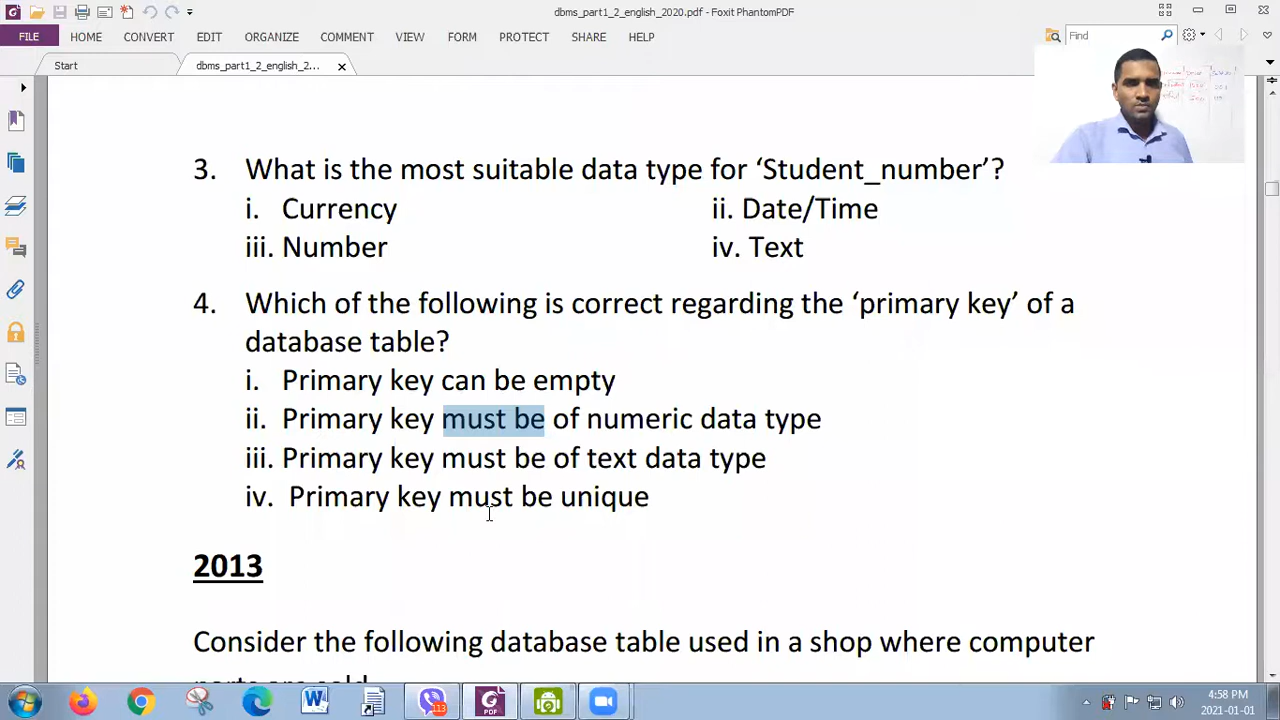 dbms_part1_2_english_2020.pdf - Foxit PhantomPDF
FILE HOME CONVERT EDIT ORGANIZE COMMENT VIEW FORM PROTECT SHARE HELP
Find
Start dbms_part1_2_english_2...
3. What is the most suitable data type for ‘Student_number’?
i. Currency ii. Date/Time
iii. Number iv. Text
4. Which of the following is correct regarding the ‘primary key’ of a
database table?
i. Primary key can be empty
ii. Primary key must be of numeric data type
iii. Primary key must be of text data type
iv. Primary key must be unique
2013
Consider the following database table used in a shop where computer
113
PDF
4:58 PM
2021-01-01